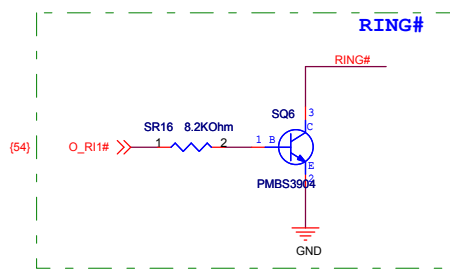 RING#
RING#
SQ6
3
C
SR16 8.2KOhm
{54} O_RI1# 1 2 1 B
E
2
PMBS3904
GND